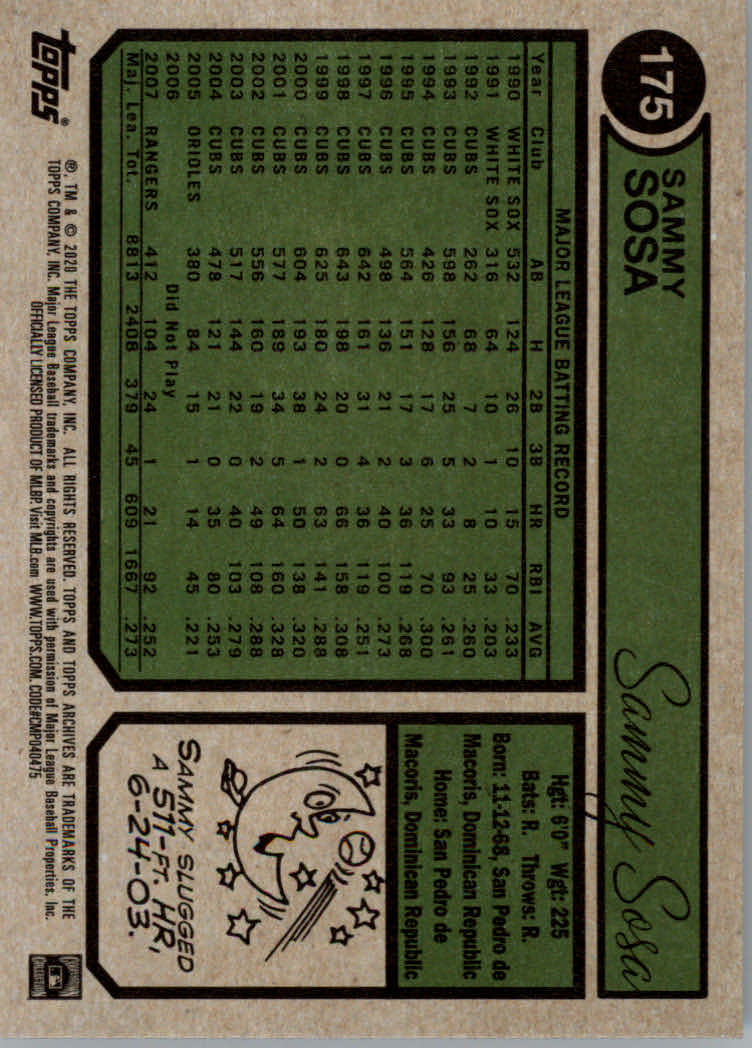 175
SAMMY
SOSA
Sammy Sosa
MAJOR LEAGUE BATTING RECORD
Year Club AB H 2B 3B HR RBI AVG
1990 WHITE SOX 532 124 26 10 15 70 .233
1991 WHITE SOX 316 64 10 1 10 33 .203
1992 CUBS 262 68 7 2 8 25 .260
1993 CUBS 598 156 25 5 33 93 .261
1994 CUBS 426 128 17 6 25 70 .300
1995 CUBS 564 151 17 3 36 119 .268
1996 CUBS 498 136 21 2 40 100 .273
1997 CUBS 642 161 31 4 36 119 .251
1998 CUBS 643 198 20 0 66 158 .308
1999 CUBS 625 180 24 2 63 141 .288
2000 CUBS 604 193 38 1 50 138 .320
2001 CUBS 577 189 34 5 64 160 .328
2002 CUBS 556 160 19 2 49 108 .288
2003 CUBS 517 144 22 0 40 103 .279
2004 CUBS 478 121 21 0 35 80 .253
2005 ORIOLES 380 84 15 1 14 45 .221
2006 Did Not Play
2007 RANGERS 412 104 24 1 21 92 .252
Maj. Lea. Tot. 8813 2408 379 45 609 1667 .273
Hgt: 6'0" Wgt: 225
Bats: R. Throws: R.
Born: 11-12-68, San Pedro de
Macoris, Dominican Republic
Home: San Pedro de
Macoris, Dominican Republic
SAMMY SLUGGED
A 511-FT. HR,
6-24-03.
topps®
®, TM & © 2020 THE TOPPS COMPANY, INC. ALL RIGHTS RESERVED. TOPPS AND TOPPS ARCHIVES ARE TRADEMARKS OF THE
TOPPS COMPANY, INC. Major League Baseball trademarks and copyrights are used with permission of Major League Baseball Properties, Inc.
OFFICIALLY LICENSED PRODUCT OF MLBP. Visit MLB.com WWW.TOPPS.COM. CODE#CMP040475
COOPERSTOWN
COLLECTION